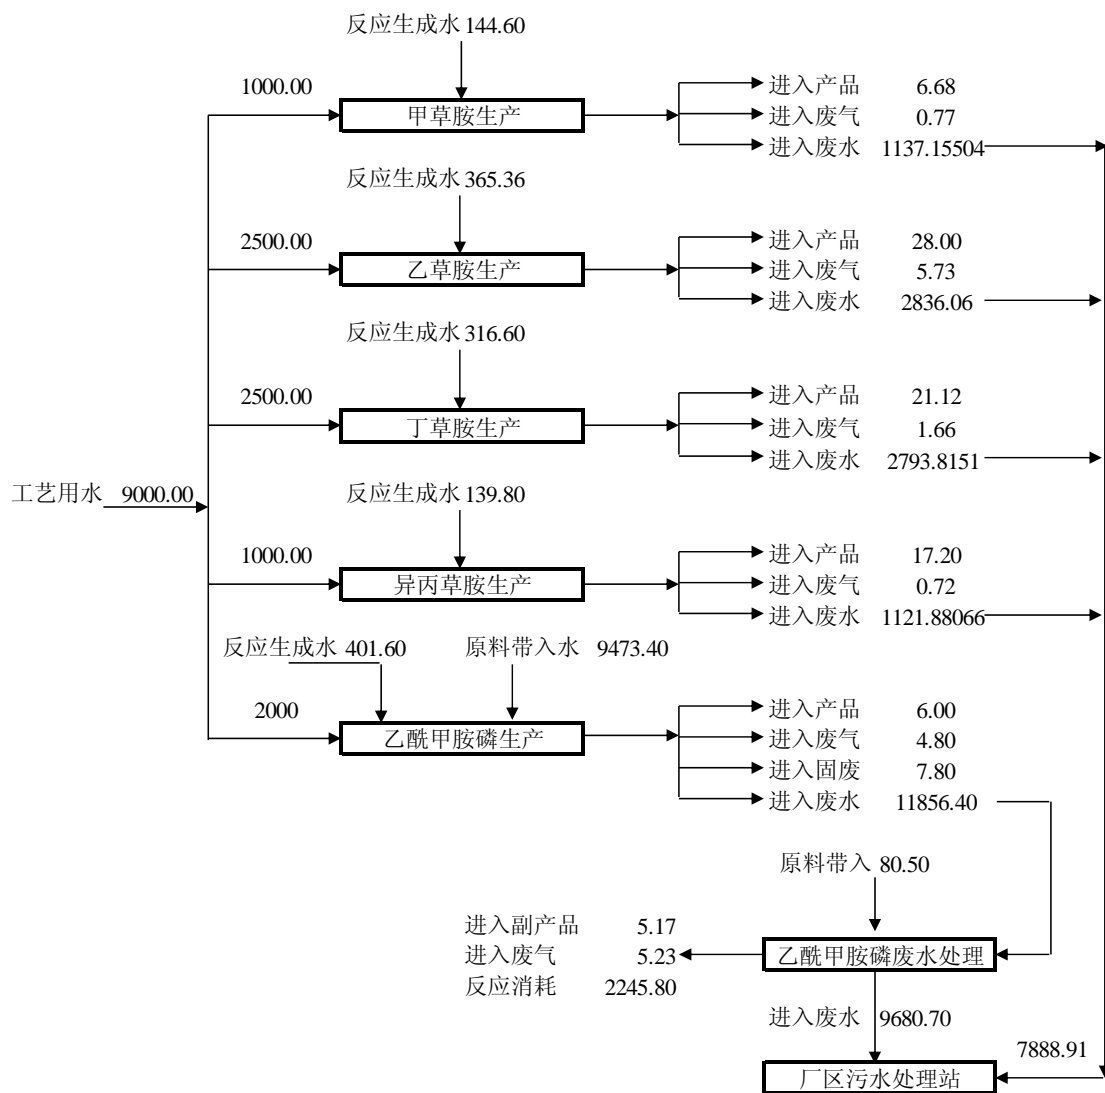 反应生成水 144.60
1000.00
甲草胺生产
进入产品 6.68
进入废气 0.77
进入废水 1137.15504
反应生成水 365.36
2500.00
乙草胺生产
进入产品 28.00
进入废气 5.73
进入废水 2836.06
反应生成水 316.60
2500.00
丁草胺生产
进入产品 21.12
进入废气 1.66
进入废水 2793.8151
工艺用水 9000.00
反应生成水 139.80
1000.00
异丙草胺生产
进入产品 17.20
进入废气 0.72
进入废水 1121.88066
反应生成水 401.60
原料带入水 9473.40
2000
乙酰甲胺磷生产
进入产品 6.00
进入废气 4.80
进入固废 7.80
进入废水 11856.40
原料带入 80.50
进入副产品 5.17
进入废气 5.23
反应消耗 2245.80
乙酰甲胺磷废水处理
进入废水 9680.70
7888.91
厂区污水处理站